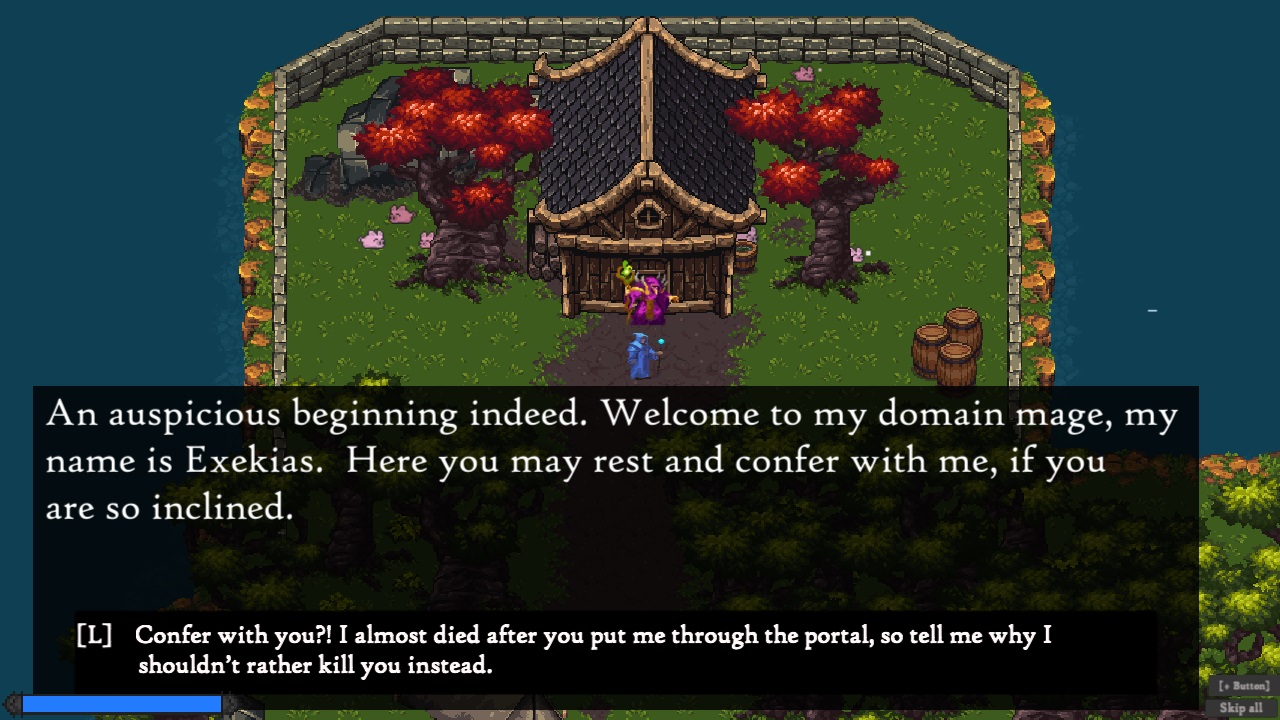 An auspicious beginning indeed. Welcome to my domain mage, my
name is Exekias. Here you may rest and confer with me, if you
are so inclined.
[L] Confer with you?! I almost died after you put me through the portal, so tell me why I
shouldn't rather kill you instead.
[+ Button]
Skip all